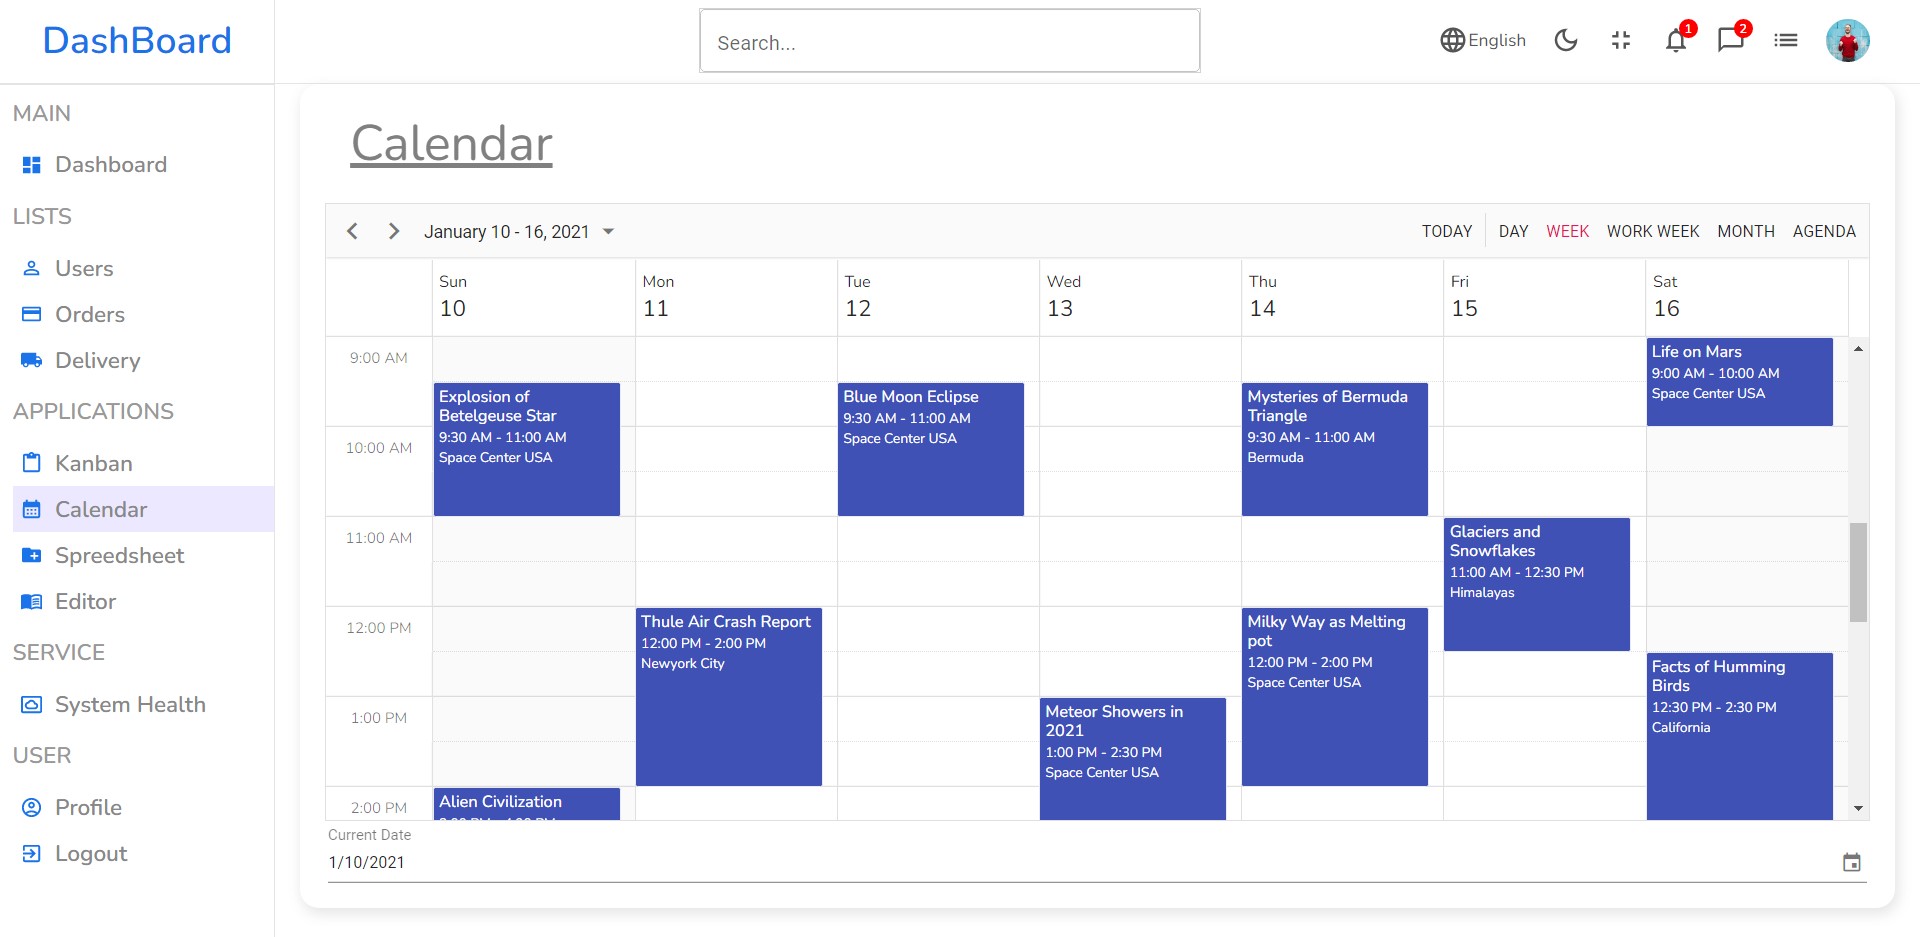 DashBoard
Search...
English
1
2
MAIN
Dashboard
LISTS
Users
Orders
Delivery
APPLICATIONS
Kanban
Calendar
Spreedsheet
Editor
SERVICE
System Health
USER
Profile
Logout
Calendar
January 10 - 16, 2021
TODAY
DAY
WEEK
WORK WEEK
MONTH
AGENDA
Sun
10
Mon
11
Tue
12
Wed
13
Thu
14
Fri
15
Sat
16
9:00 AM
10:00 AM
11:00 AM
12:00 PM
1:00 PM
2:00 PM
Explosion of
Betelgeuse Star
9:30 AM - 11:00 AM
Space Center USA
Alien Civilization
Thule Air Crash Report
12:00 PM - 2:00 PM
Newyork City
Blue Moon Eclipse
9:30 AM - 11:00 AM
Space Center USA
Meteor Showers in
2021
1:00 PM - 2:30 PM
Space Center USA
Mysteries of Bermuda
Triangle
9:30 AM - 11:00 AM
Bermuda
Milky Way as Melting
pot
12:00 PM - 2:00 PM
Space Center USA
Glaciers and
Snowflakes
11:00 AM - 12:30 PM
Himalayas
Life on Mars
9:00 AM - 10:00 AM
Space Center USA
Facts of Humming
Birds
12:30 PM - 2:30 PM
California
Current Date
1/10/2021